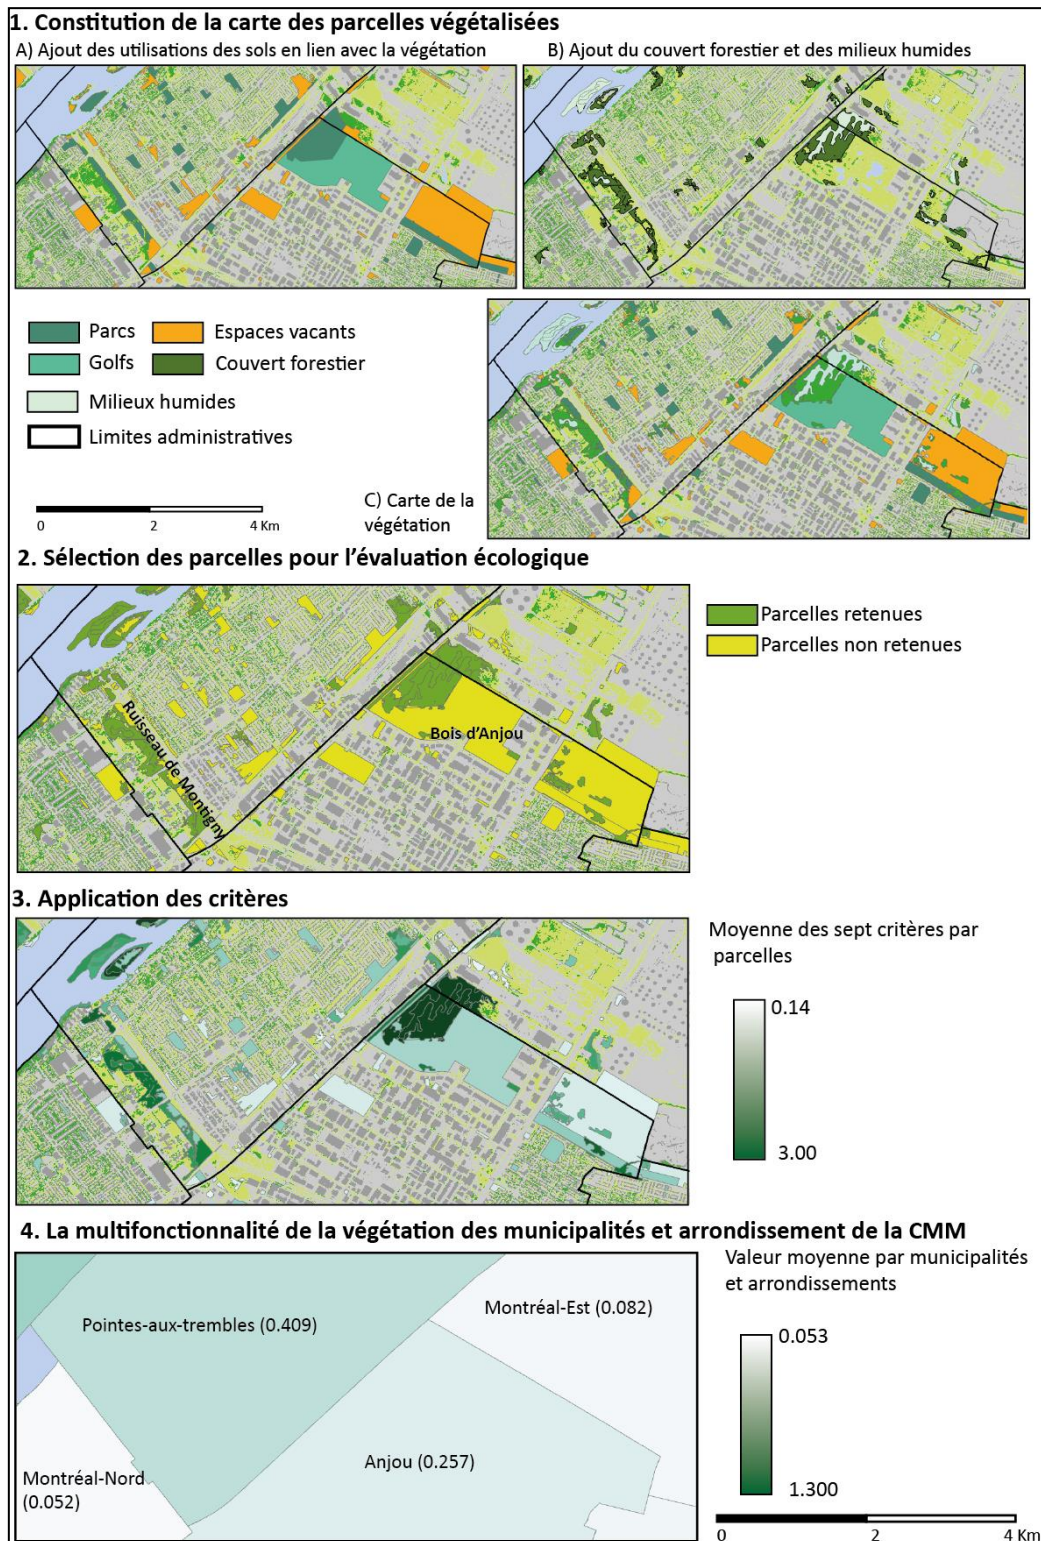 1. Constitution de la carte des parcelles végétalisées
A) Ajout des utilisations des sols en lien avec la végétation
B) Ajout du couvert forestier et des milieux humides
Parcs
Espaces vacants
Golfs
Couvert forestier
Milieux humides
Limites administratives
0 2 4 Km
C) Carte de la
végétation
2. Sélection des parcelles pour l'évaluation écologique
Parcelles retenues
Parcelles non retenues
Ruisseau de Montigny
Bois d'Anjou
3. Application des critères
Moyenne des sept critères par
parcelles
0.14
3.00
4. La multifonctionnalité de la végétation des municipalités et arrondissement de la CMM
Valeur moyenne par municipalités
et arrondissements
Montréal-Est (0.082)
Pointes-aux-trembles (0.409)
0.053
Anjou (0.257)
Montréal-Nord
(0.052)
1.300
0 2 4 Km